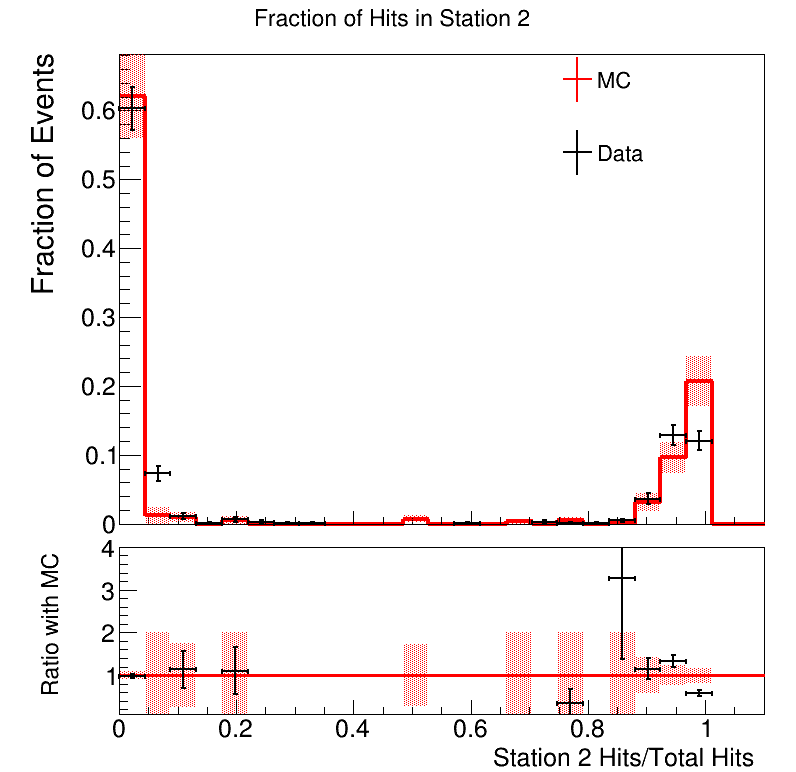 Fraction of Hits in Station 2
Fraction of Events
0.6
0.5
0.4
0.3
0.2
0.1
0
MC
Data
Ratio with MC
4
3
2
1
0 0.2 0.4 0.6 0.8 1
Station 2 Hits/Total Hits